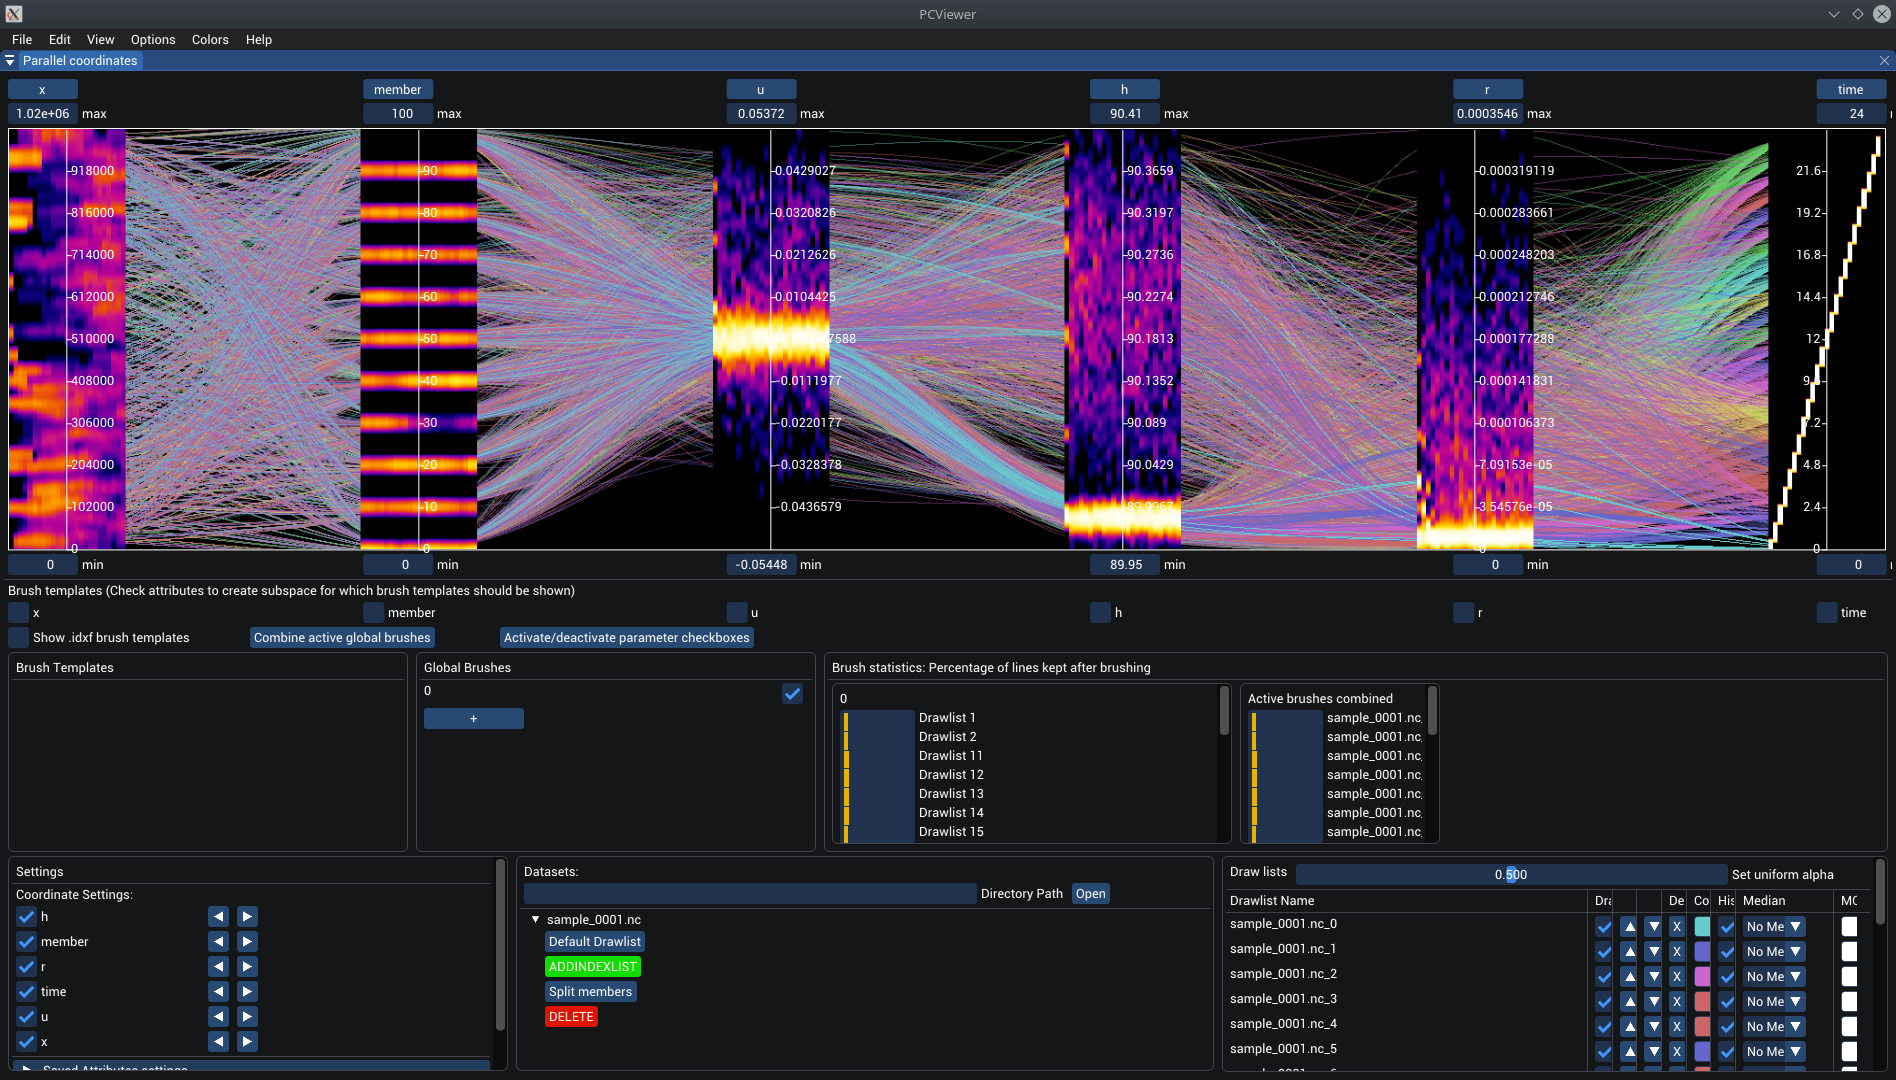 PCViewer
File Edit View Options Colors Help
Parallel coordinates
x member u h r time
1.02e+06 max 100 max 0.05372 max 90.41 max 0.0003546 max 24
918000 90 0.0429027 90.3659 0.000319119 21.6
816000 80 0.0320826 90.3197 0.000283661 19.2
714000 70 0.0212626 90.2736 0.000248203 16.8
612000 60 0.0104425 90.2274 0.000212746 14.4
510000 50 90.1813 0.000177288 12
408000 40 -0.0111977 90.1352 0.000141831
306000 30 -0.0220177 90.089 0.000106373 7.2
204000 20 -0.0328378 90.0429 7.09153e-05 4.8
102000 10 -0.0436579 89.9967 3.54576e-05 2.4
0 0 0 0
0 min 0 min -0.05448 min 89.95 min 0 min 0
Brush templates (Check attributes to create subspace for which brush templates should be shown)
x member u h r time
Show .idxf brush templates Combine active global brushes Activate/deactivate parameter checkboxes
Brush Templates
Global Brushes
0
+
Brush statistics: Percentage of lines kept after brushing
0
Drawlist 1
Drawlist 2
Drawlist 11
Drawlist 12
Drawlist 13
Drawlist 14
Drawlist 15
Active brushes combined
sample_0001.nc
sample_0001.nc
sample_0001.nc
sample_0001.nc
sample_0001.nc
sample_0001.nc
sample_0001.nc
Settings
Coordinate Settings:
h
member
r
time
u
x
Saved Attributes settings
Datasets:
Directory Path Open
sample_0001.nc
Default Drawlist
ADDINDEXLIST
Split members
DELETE
Draw lists 0.500 Set uniform alpha
Drawlist Name Dra De Co His Median MC
sample_0001.nc_0 X No Me
sample_0001.nc_1 X No Me
sample_0001.nc_2 X No Me
sample_0001.nc_3 X No Me
sample_0001.nc_4 X No Me
sample_0001.nc_5 X No Me